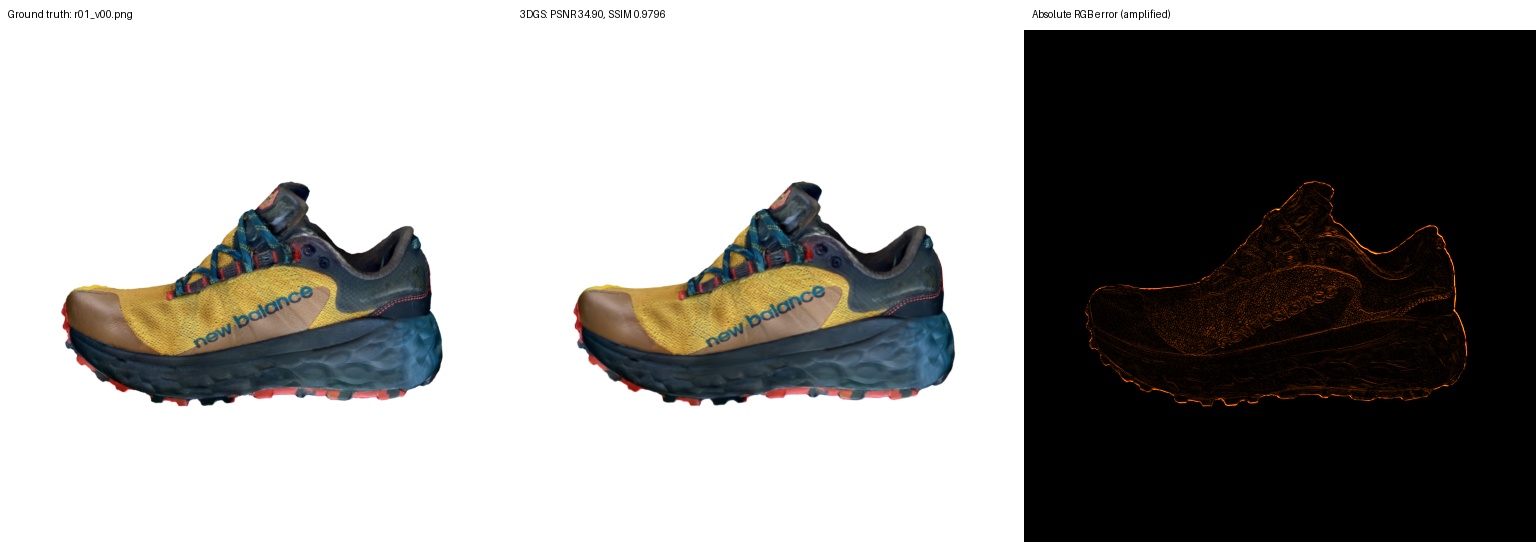 Ground truth: r01_v00.png
3DGS: PSNR 34.90, SSIM 0.9796
Absolute RGB error (amplified)
new balance
new balance